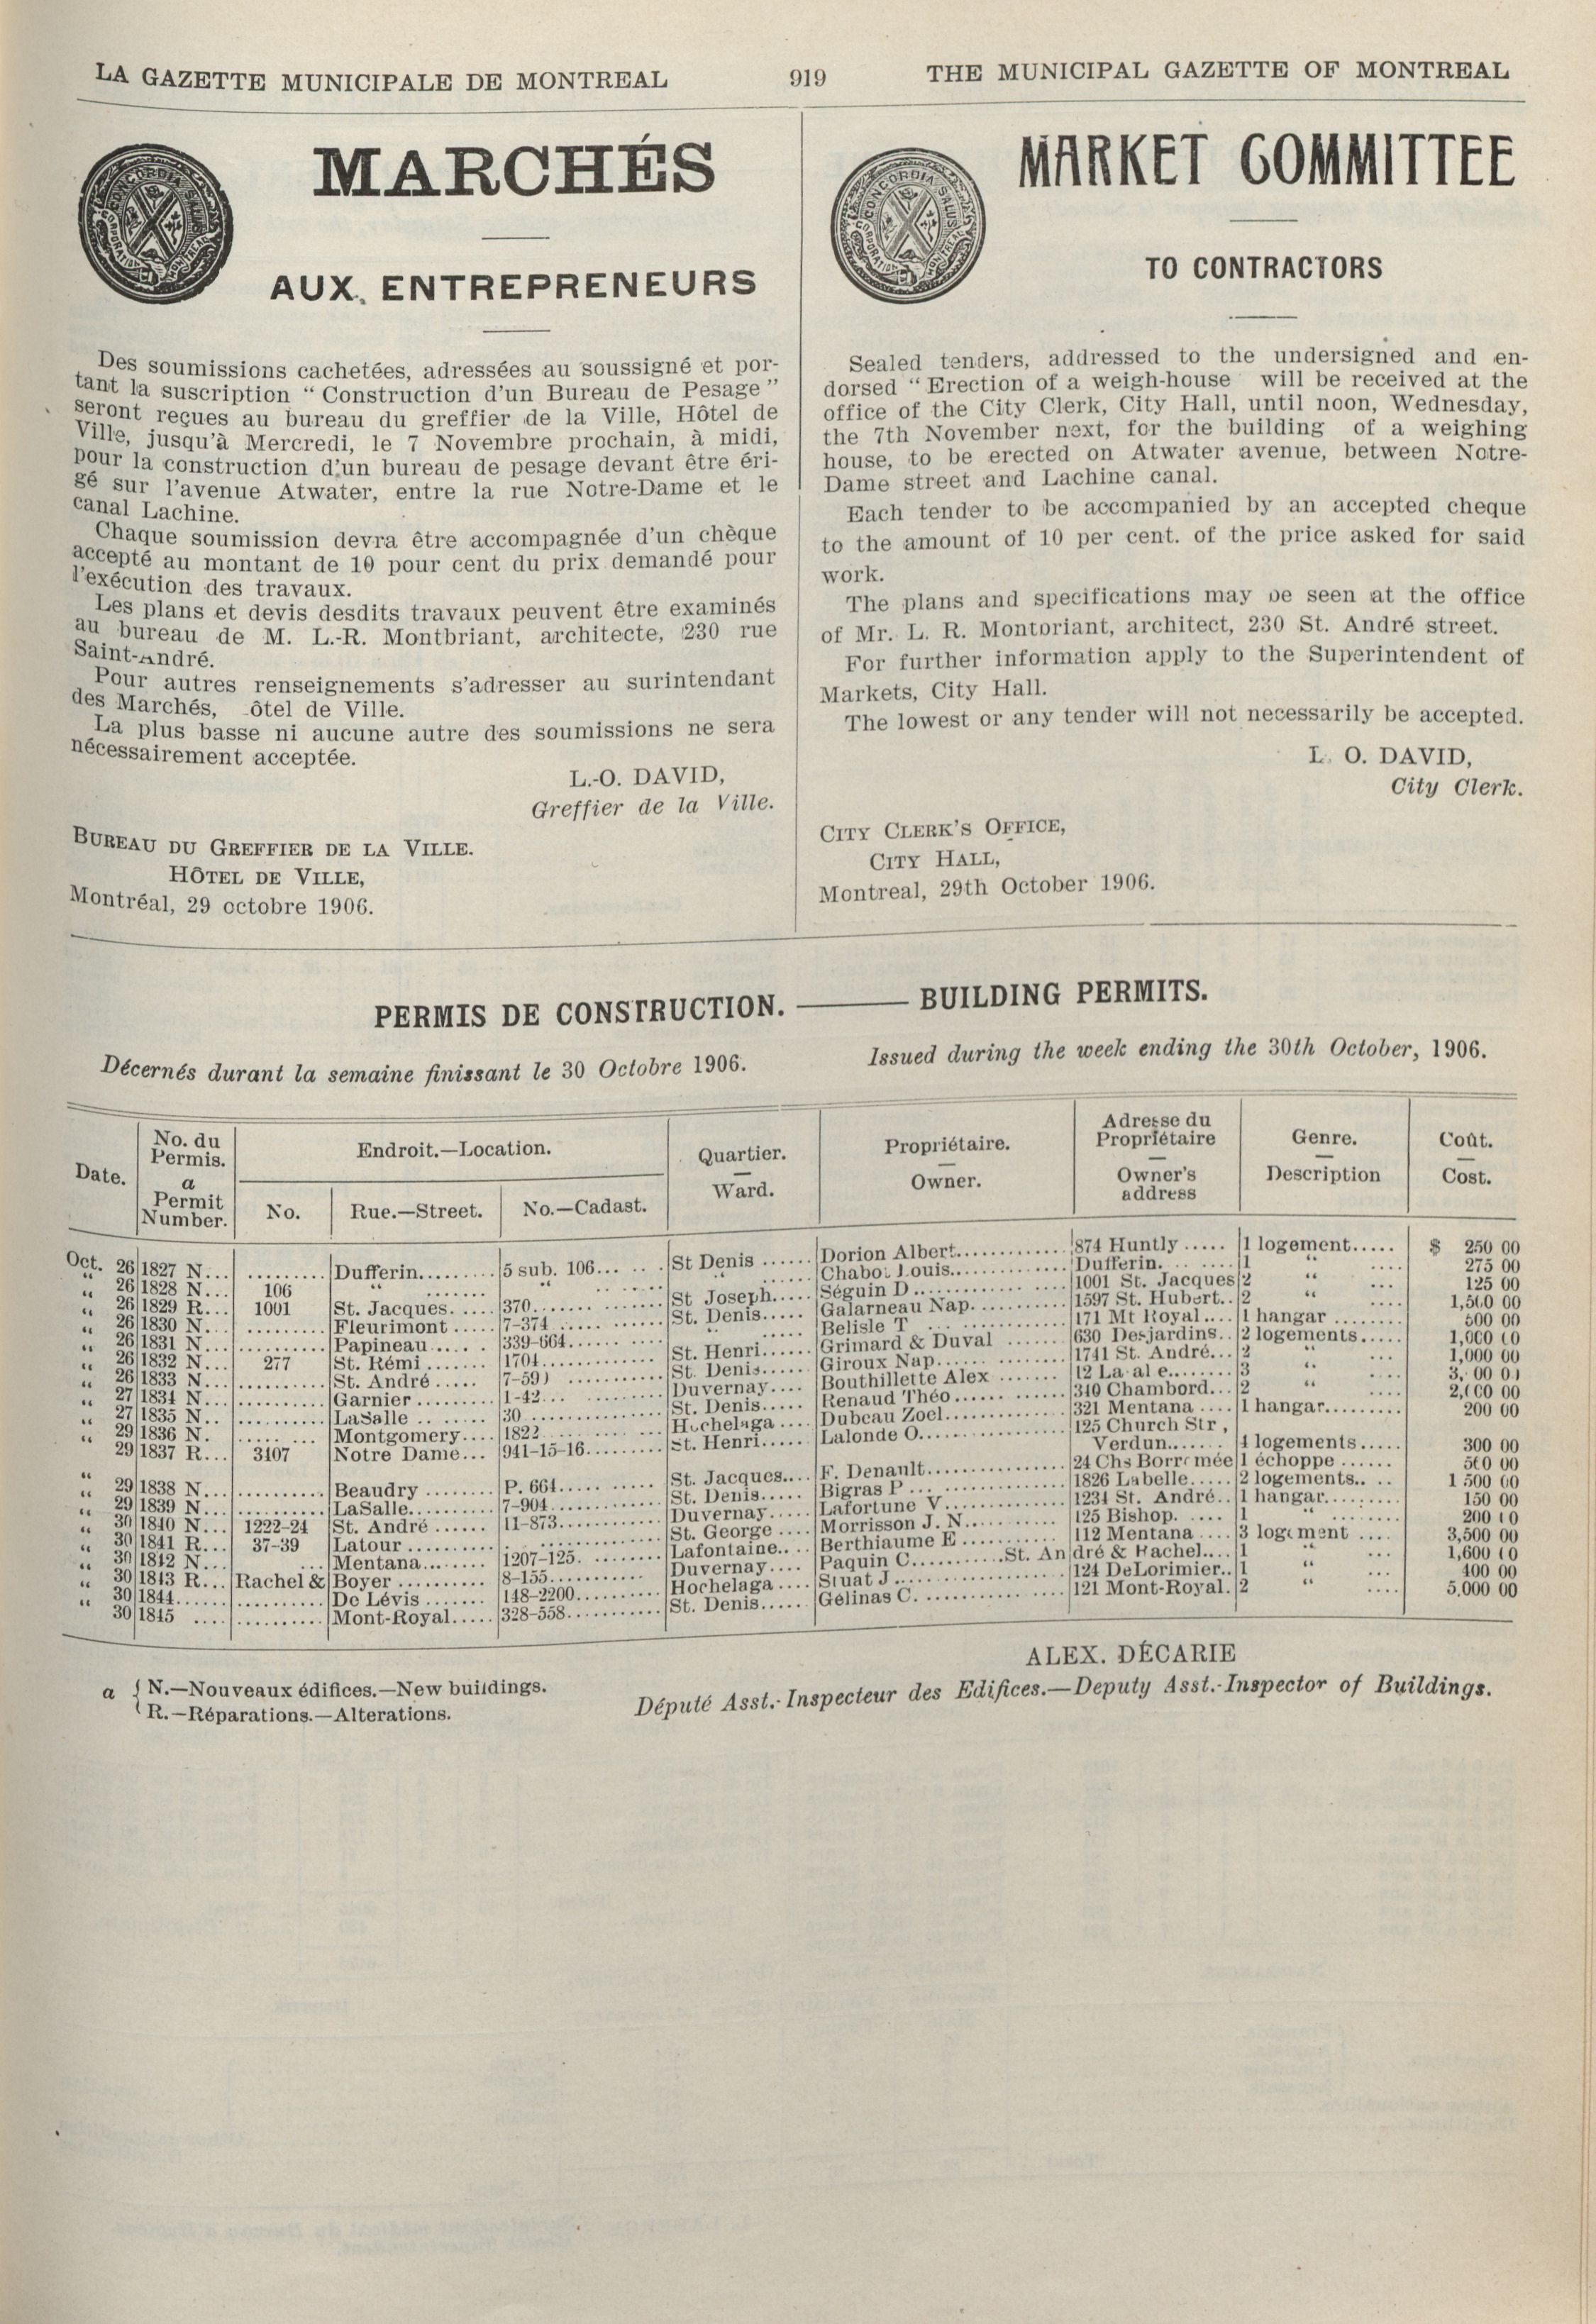 LA GAZETTE MUNICIPALE DE MONTREAL 919 THE MUNICIPAL GAZETTE OF MONTREAL
MARCHÉS
AUX ENTREPRENEURS
Des soumissions cachetées, adressées au soussigné et por-
tant la suscription " Construction d'un Bureau de Pesage "
seront reçues au bureau du greffier de la Ville, Hôtel de
Ville, jusqu'à Mercredi, le 7 Novembre prochain, à midi,
pour la construction d'un bureau de pesage devant être éri-
gé sur l'avenue Atwater, entre la rue Notre-Dame et le
canal Lachine.
Chaque soumission devra être accompagnée d'un chèque
accepté au montant de 10 pour cent du prix demandé pour
l'exécution des travaux.
Les plans et devis desdits travaux peuvent être examinés
au bureau de M. L.-R. Montbriant, architecte, 230 rue
Saint-André.
Pour autres renseignements s'adresser au surintendant
des Marchés, ôtel de Ville.
La plus basse ni aucune autre des soumissions ne sera
nécessairement acceptée.
L.-O. DAVID,
Greffier de la Ville.
BUREAU DU GREFFIER DE LA VILLE.
HÔTEL DE VILLE,
Montréal, 29 octobre 1906.
MARKET COMMITTEE
TO CONTRACTORS
Sealed tenders, addressed to the undersigned and en-
dorsed " Erection of a weigh-house will be received at the
office of the City Clerk, City Hall, until noon, Wednesday,
the 7th November next, for the building of a weighing
house, to be erected on Atwater avenue, between Notre-
Dame street and Lachine canal.
Each tender to be accompanied by an accepted cheque
to the amount of 10 per cent. of the price asked for said
work.
The plans and specifications may be seen at the office
of Mr. L. R. Montoriant, architect, 230 St. André street.
For further information apply to the Superintendent of
Markets, City Hall.
The lowest or any tender will not necessarily be accepted.
L. O. DAVID,
City Clerk.
CITY CLERK'S OFFICE,
CITY HALL,
Montreal, 29th October 1906.
PERMIS DE CONSTRUCTION. — BUILDING PERMITS.
Décernés durant la semaine finissant le 30 Octobre 1906. Issued during the week ending the 30th October, 1906.
Date. No. du Permis. a Permit Number. Endroit.—Location. No. Rue.—Street. No.—Cadast. Quartier. Ward. Propriétaire. Owner. Adresse du Propriétaire Owner's address Genre. Description Coût. Cost.
Oct. 26 1827 N... Dufferin 5 sub. 106 St Denis Dorion Albert 874 Huntly 1 logement $ 250 00
" 26 1828 N... 106 " " " Chabot Louis Dufferin. 1 " 275 00
" 26 1829 R... 1001 St. Jacques 370 St Joseph Séguin D 1001 St. Jacques 2 " 125 00
" 26 1830 N... Fleurimont 7-374 St. Denis Galarneau Nap. 1597 St. Hubert 2 " 1,500 00
" 26 1831 N... Papineau 339-664 " Belisle T 171 Mt Royal 1 hangar 500 00
" 26 1832 N... 277 St. Rémi 1704 St. Henri Grimard & Duval 630 Desjardins 2 logements 1,000 00
" 26 1833 N... St. André 7-59 St. Denis Giroux Nap. 1741 St. André 2 " 1,000 00
" 27 1834 N... Garnier 1-42 Duvernay Bouthillette Alex 12 3 "
" 27 1835 N.. LaSalle 30 St. Denis Renaud Théo 340 Chambord 2 " 2,000 00
" 29 1836 N. Montgomery 1822 Hochelaga Dubeau Zoel 321 Mentana 1 hangar 200 00
" 29 1837 R... 3107 Notre Dame 941-15-16 St. Henri Lalonde O. 125 Church Str, Verdun 4 logements 300 00
" 29 1838 N... Beaudry P. 664 St. Jacques F. Denault 24 Chs Borromée 1 échoppe 500 00
" 29 1839 N... LaSalle 7-904 St. Denis Bigras P 1826 Labelle 2 logements 1 500 00
" 30 1840 N... 1222-24 St. André 11-873 Duvernay Lafortune V 1234 St. André 1 hangar 150 00
" 30 1841 R... 37-39 Latour St. George Morrisson J. N. 125 Bishop. 1 " 200 00
" 30 1842 N... Mentana 1207-125. Lafontaine Berthiaume E 112 Mentana 3 logement 3,500 00
" 30 1843 R... Rachel & Boyer 8-155 Duvernay Paquin C. St. André & Rachel 1 " 1,600 00
" 30 1844 De Lévis 148-2200 Hochelaga Stuat J 124 DeLorimier 1 " 400 00
30 1845 Mont-Royal 328-558 St. Denis Gélinas C. 121 Mont-Royal. 2 " 5,000 00
a { N.—Nouveaux édifices.—New buildings.
R.—Réparations.—Alterations.
ALEX. DÉCARIE
Député Asst.-Inspecteur des Edifices.—Deputy Asst.-Inspector of Buildings.